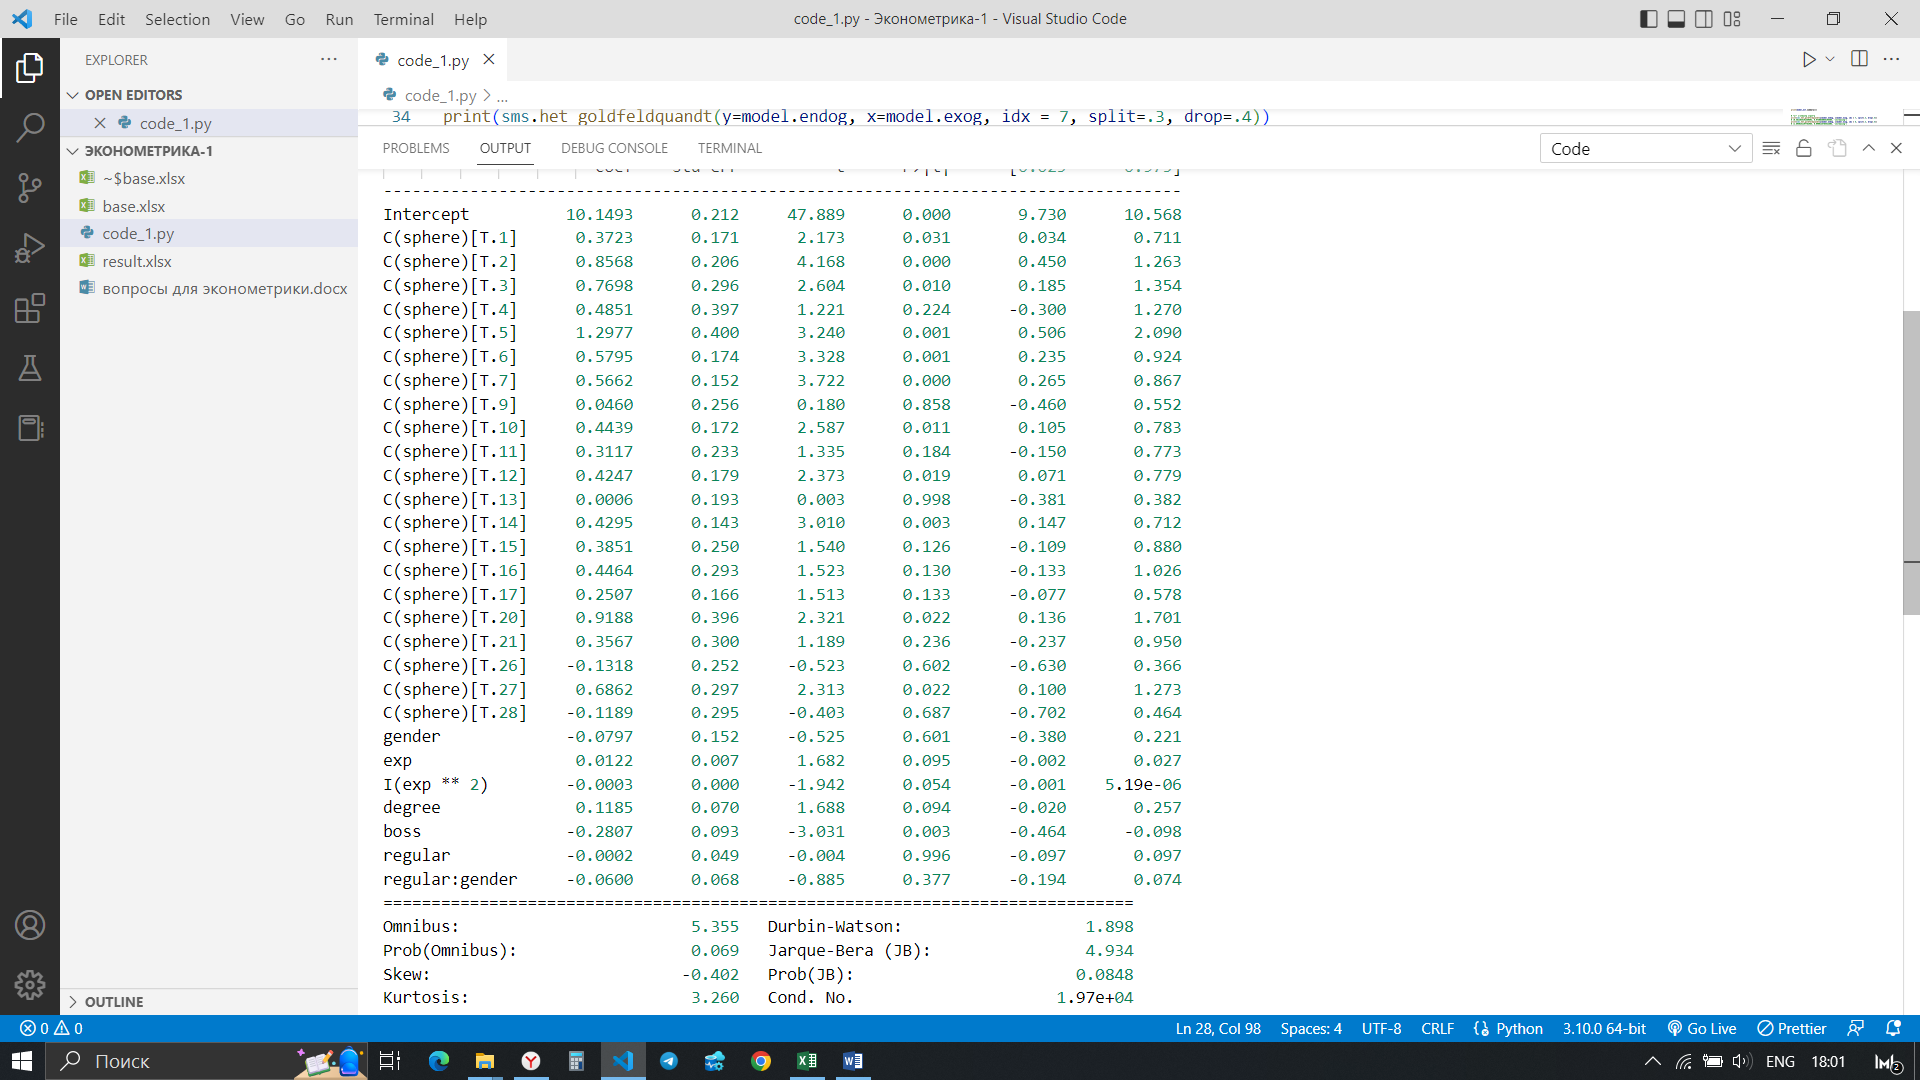 File Edit Selection View Go Run Terminal Help
code_1.py - Эконометрика-1 - Visual Studio Code
EXPLORER
OPEN EDITORS
code_1.py
ЭКОНОМЕТРИКА-1
~$base.xlsx
base.xlsx
code_1.py
result.xlsx
вопросы для эконометрики.docx
OUTLINE
code_1.py
code_1.py > ...
34 print(sms.het_goldfeldquandt(y=model.endog, x=model.exog, idx = 7, split=.3, drop=.4))
PROBLEMS OUTPUT DEBUG CONSOLE TERMINAL
Code
Intercept 10.1493 0.212 47.889 0.000 9.730 10.568
C(sphere)[T.1] 0.3723 0.171 2.173 0.031 0.034 0.711
C(sphere)[T.2] 0.8568 0.206 4.168 0.000 0.450 1.263
C(sphere)[T.3] 0.7698 0.296 2.604 0.010 0.185 1.354
C(sphere)[T.4] 0.4851 0.397 1.221 0.224 -0.300 1.270
C(sphere)[T.5] 1.2977 0.400 3.240 0.001 0.506 2.090
C(sphere)[T.6] 0.5795 0.174 3.328 0.001 0.235 0.924
C(sphere)[T.7] 0.5662 0.152 3.722 0.000 0.265 0.867
C(sphere)[T.9] 0.0460 0.256 0.180 0.858 -0.460 0.552
C(sphere)[T.10] 0.4439 0.172 2.587 0.011 0.105 0.783
C(sphere)[T.11] 0.3117 0.233 1.335 0.184 -0.150 0.773
C(sphere)[T.12] 0.4247 0.179 2.373 0.019 0.071 0.779
C(sphere)[T.13] 0.0006 0.193 0.003 0.998 -0.381 0.382
C(sphere)[T.14] 0.4295 0.143 3.010 0.003 0.147 0.712
C(sphere)[T.15] 0.3851 0.250 1.540 0.126 -0.109 0.880
C(sphere)[T.16] 0.4464 0.293 1.523 0.130 -0.133 1.026
C(sphere)[T.17] 0.2507 0.166 1.513 0.133 -0.077 0.578
C(sphere)[T.20] 0.9188 0.396 2.321 0.022 0.136 1.701
C(sphere)[T.21] 0.3567 0.300 1.189 0.236 -0.237 0.950
C(sphere)[T.26] -0.1318 0.252 -0.523 0.602 -0.630 0.366
C(sphere)[T.27] 0.6862 0.297 2.313 0.022 0.100 1.273
C(sphere)[T.28] -0.1189 0.295 -0.403 0.687 -0.702 0.464
gender -0.0797 0.152 -0.525 0.601 -0.380 0.221
exp 0.0122 0.007 1.682 0.095 -0.002 0.027
I(exp ** 2) -0.0003 0.000 -1.942 0.054 -0.001 5.19e-06
degree 0.1185 0.070 1.688 0.094 -0.020 0.257
boss -0.2807 0.093 -3.031 0.003 -0.464 -0.098
regular -0.0002 0.049 -0.004 0.996 -0.097 0.097
regular:gender -0.0600 0.068 -0.885 0.377 -0.194 0.074
Omnibus: 5.355 Durbin-Watson: 1.898
Prob(Omnibus): 0.069 Jarque-Bera (JB): 4.934
Skew: -0.402 Prob(JB): 0.0848
Kurtosis: 3.260 Cond. No. 1.97e+04
0 0 Ln 28, Col 98 Spaces: 4 UTF-8 CRLF Python 3.10.0 64-bit Go Live Prettier
Поиск ENG 18:01